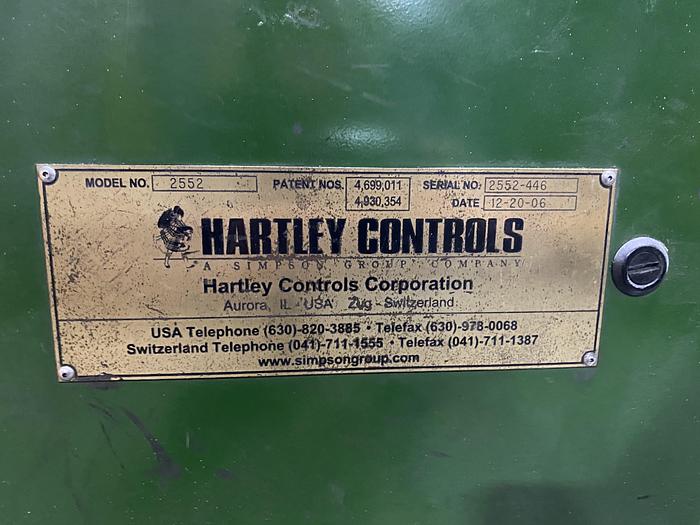 MODEL NO. 2552 PATENT NOS. 4,699,011 SERIAL NO. 2552-446
4,930,354 DATE 12-20-06
HARTLEY CONTROLS
A SIMPSON GROUP COMPANY
Hartley Controls Corporation
Aurora, IL - USA Zug - Switzerland
USA Telephone (630)-820-3885 • Telefax (630)-978-0068
Switzerland Telephone (041)-711-1555 • Telefax (041)-711-1387
www.simpsongroup.com